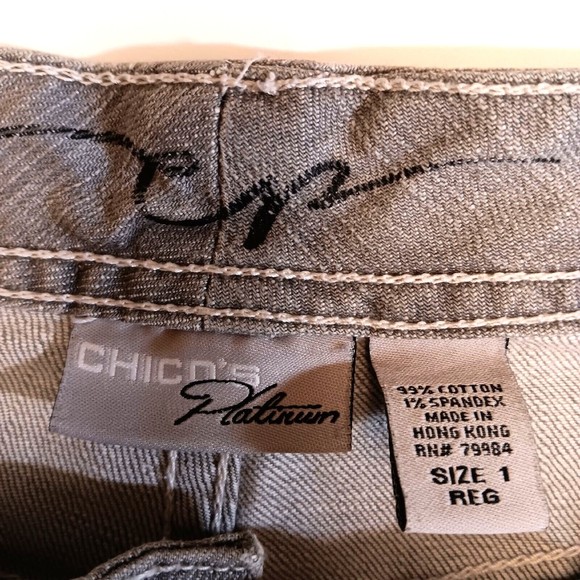 CHICO'S
Platinum
99% COTTON
1% SPANDEX
MADE IN
HONG KONG
RN# 79984
SIZE 1
REG